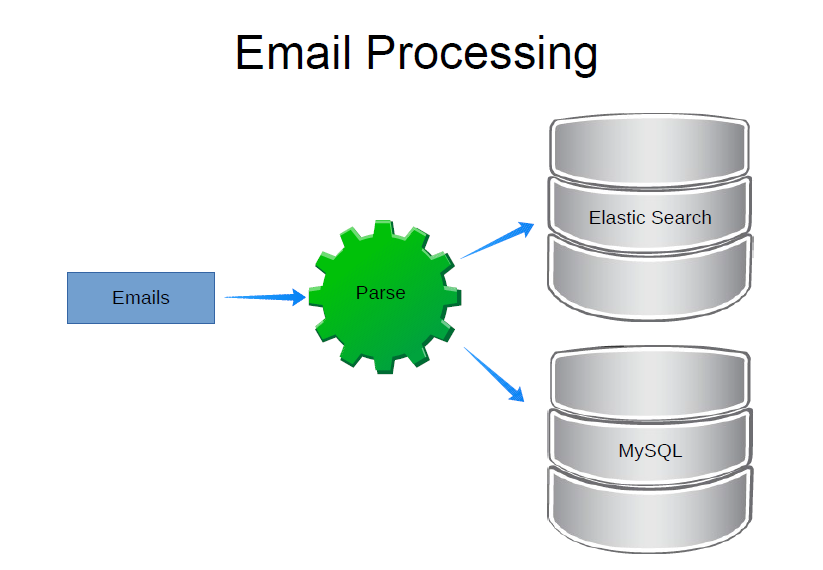 Email Processing
Elastic Search
Emails
Parse
MySQL